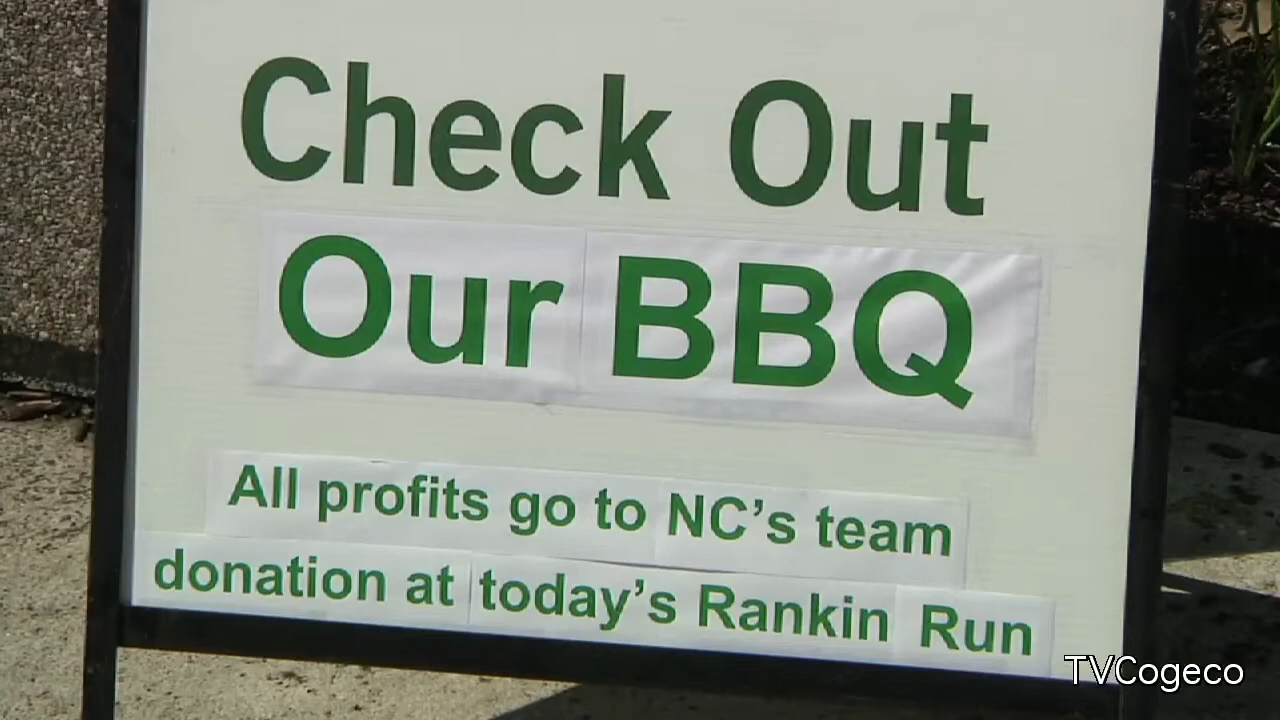 Check Out
Our BBQ
All profits go to NC's team
donation at today's Rankin Run
TVCogeco